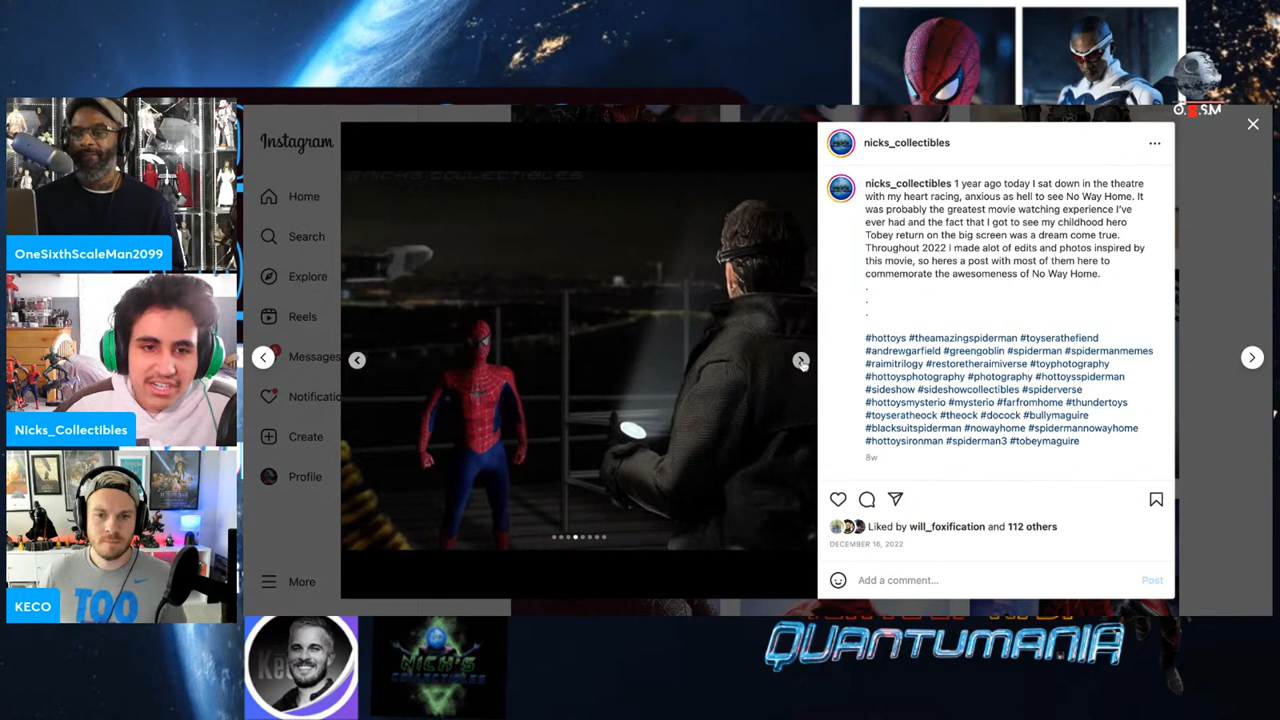 O.S.M
OneSixthScaleMan2099
Nicks_Collectibles
TOO
KECO
Instagram
Home
Search
Explore
Reels
Messages
Create
Profile
More
@NICKS_COLLECTIBLES
nicks_collectibles
nicks_collectibles 1 year ago today I sat down in the theatre
with my heart racing, anxious as hell to see No Way Home. It
was probably the greatest movie watching experience I've
ever had and the fact that I got to see my childhood hero
Tobey return on the big screen was a dream come true.
Throughout 2022 I made alot of edits and photos inspired by
this movie, so heres a post with most of them here to
commemorate the awesomeness of No Way Home.
.
.
.
#hottoys #theamazingspiderman #toyserathefiend
#andrewgarfield #greengoblin #spiderman #spidermanmemes
#raimitrilogy #restoretheraimiverse #toyphotography
#hottoysphotography #photography #hottoysspiderman
#sideshow #sideshowcollectibles #spiderverse
#hottoysmysterio #mysterio #farfromhome #thundertoys
#toyseratheock #theock #docock #bullymaguire
#blacksuitspiderman #nowayhome #spidermannowayhome
#hottoysironman #spiderman3 #tobeymaguire
8w
Liked by will_foxification and 112 others
DECEMBER 16, 2022
Add a comment...
Post
NICK'S
COLLECTIBLES
QUANTUMANIA